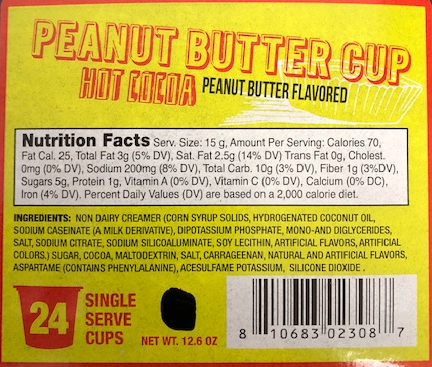 PEANUT BUTTER CUP
HOT COCOA PEANUT BUTTER FLAVORED
Nutrition Facts Serv. Size: 15 g, Amount Per Serving: Calories 70,
Fat Cal. 25, Total Fat 3g (5% DV), Sat. Fat 2.5g (14% DV) Trans Fat 0g, Cholest.
0mg (0% DV), Sodium 200mg (8% DV), Total Carb. 10g (3% DV), Fiber 1g (3%DV),
Sugars 5g, Protein 1g, Vitamin A (0% DV), Vitamin C (0% DV), Calcium (0% DC),
Iron (4% DV). Percent Daily Values (DV) are based on a 2,000 calorie diet.
INGREDIENTS: NON DAIRY CREAMER (CORN SYRUP SOLIDS, HYDROGENATED COCONUT OIL,
SODIUM CASEINATE (A MILK DERIVATIVE), DIPOTASSIUM PHOSPHATE, MONO-AND DIGLYCERIDES,
SALT, SODIUM CITRATE, SODIUM SILICOALUMINATE, SOY LECITHIN, ARTIFICIAL FLAVORS, ARTIFICIAL
COLORS,) SUGAR, COCOA, MALTODEXTRIN, SALT, CARRAGEENAN, NATURAL AND ARTIFICIAL FLAVORS,
ASPARTAME (CONTAINS PHENYLALANINE), ACESULFAME POTASSIUM, SILICONE DIOXIDE .
24 SINGLE
SERVE
CUPS
NET WT. 12.6 OZ
8 10683 02308 7